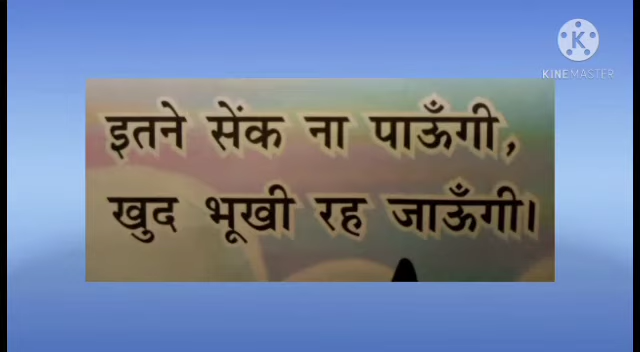 K
KINEMASTER
इतने सेंक ना पाऊँगी,
खुद भूखी रह जाऊँगी।